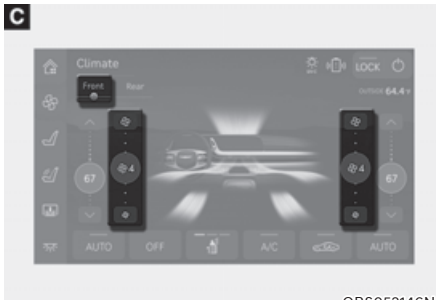 C
Climate
LOCK
Front Rear
OUTSIDE 64.4
4 4
67 67
AUTO OFF A/C AUTO